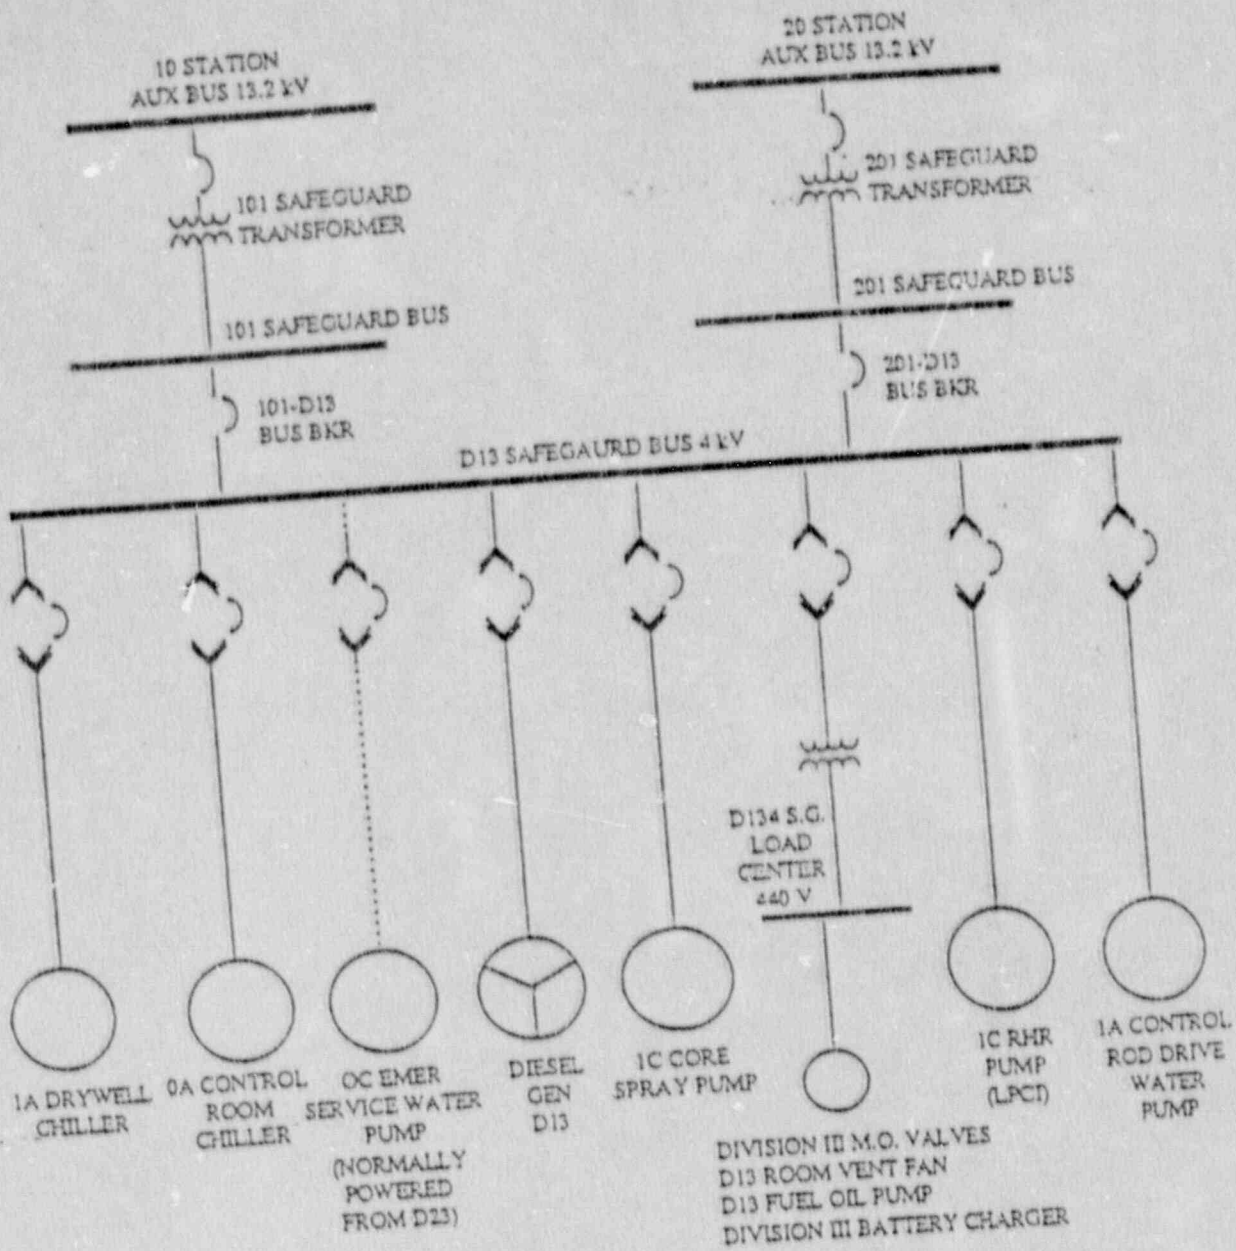 10 STATION
AUX BUS 13.2 kV
20 STATION
AUX BUS 13.2 kV
101 SAFEGUARD
TRANSFORMER
201 SAFEGUARD
TRANSFORMER
101 SAFEGUARD BUS
201 SAFEGUARD BUS
101-D13
BUS BKR
201-D13
BUS BKR
D13 SAFEGAURD BUS 4 kV
D134 S.G.
LOAD
CENTER
440 V
1A DRYWELL
CHILLER
0A CONTROL
ROOM
CHILLER
OC EMER
SERVICE WATER
PUMP
(NORMALLY
POWERED
FROM D23)
DIESEL
GEN
D13
1C CORE
SPRAY PUMP
DIVISION III M.O. VALVES
D13 ROOM VENT FAN
D13 FUEL OIL PUMP
DIVISION III BATTERY CHARGER
1C RHR
PUMP
(LPCI)
1A CONTROL
ROD DRIVE
WATER
PUMP